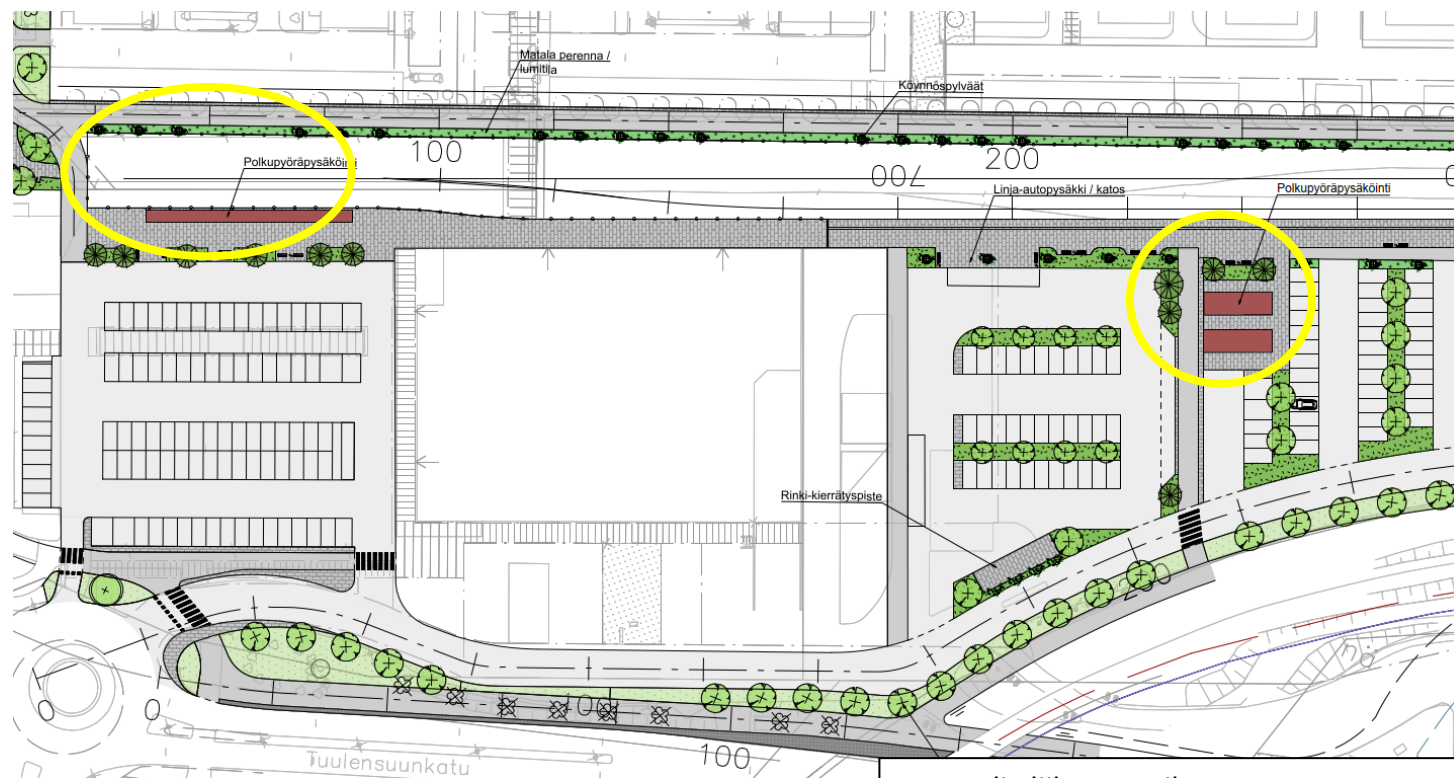 Matala perenna /
lumitila
Köynnöspylväät
Polkupyöräpysäköinti
100
200
700
Linja-autopysäkki / katos
Polkupyöräpysäköinti
Rinki-kierrätyspiste
200
0
0
100
100
Tuulensuunkatu